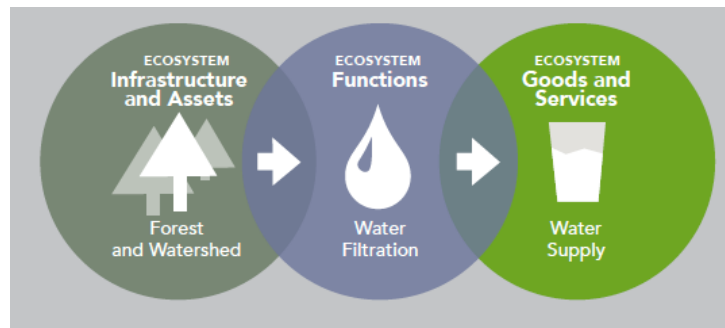 ECOSYSTEM
Infrastructure
and Assets
Forest
and Watershed
ECOSYSTEM
Functions
Water
Filtration
ECOSYSTEM
Goods and
Services
Water
Supply